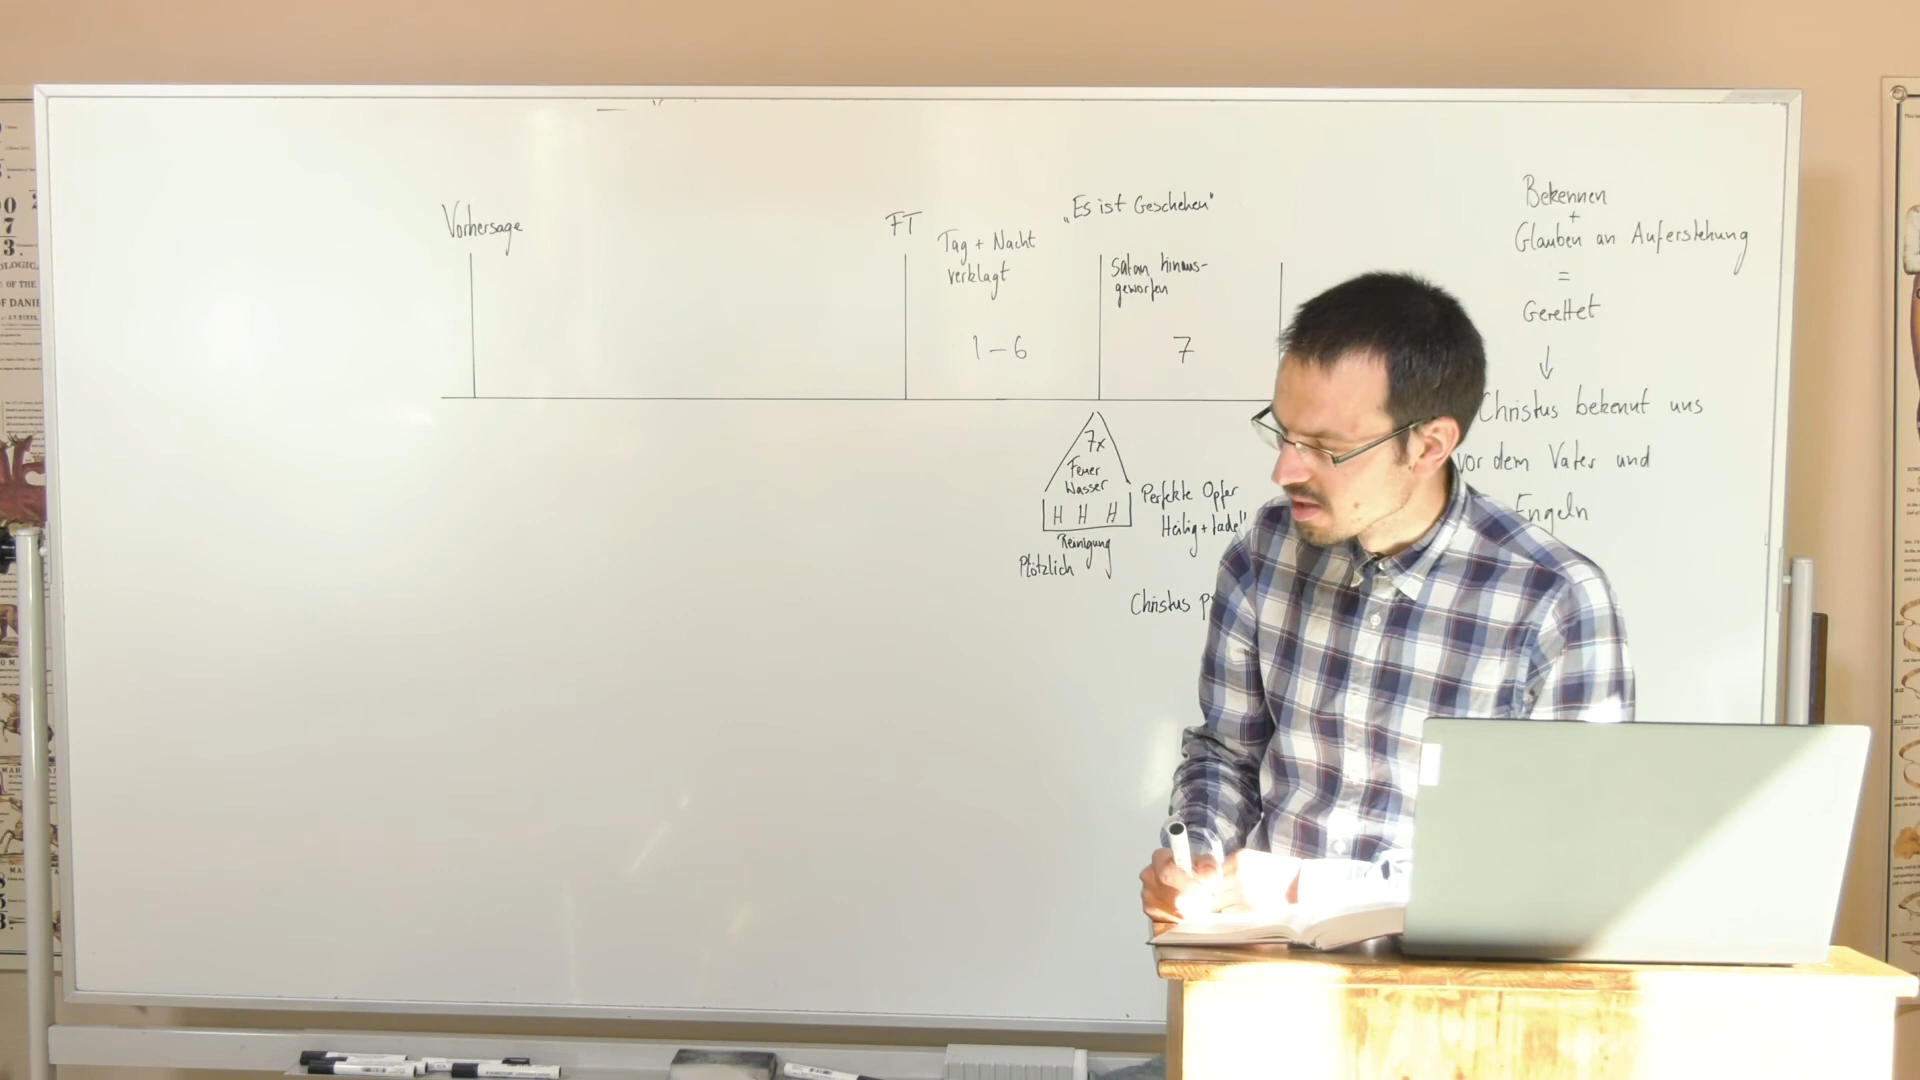 Vorhersage
FT
Tag + Nacht
verklagt
„Es ist Geschehen"
Satan hinaus-
geworfen
1 – 6
7
7x
Feuer
Wasser
H H H
Reinigung
Plötzlich
Perfekte Opfer
Heilig +
Christus
Bekennen
+
Glauben an Auferstehung
=
Gerettet
↓
Christus bekennt uns
vor dem Vater und
Engeln